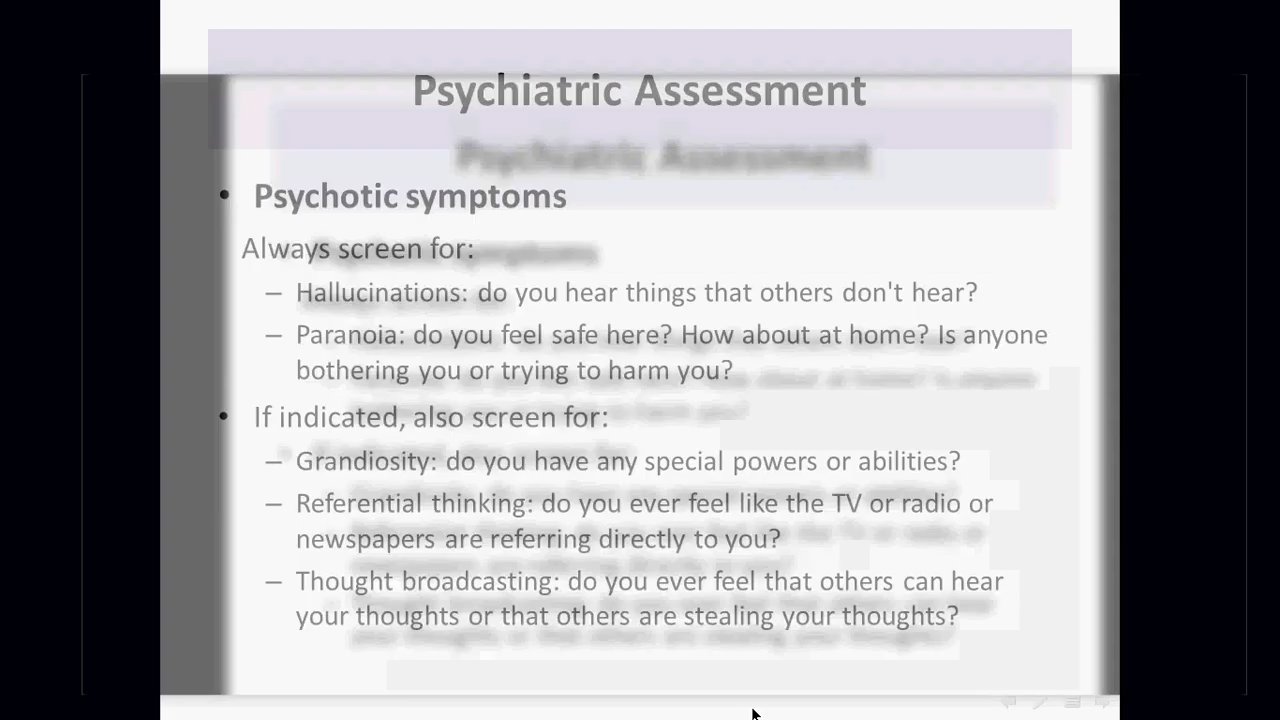 Psychiatric Assessment
• Psychotic symptoms
Always screen for:
– Hallucinations: do you hear things that others don't hear?
– Paranoia: do you feel safe here? How about at home? Is anyone
bothering you or trying to harm you?
• If indicated, also screen for:
– Grandiosity: do you have any special powers or abilities?
– Referential thinking: do you ever feel like the TV or radio or
newspapers are referring directly to you?
– Thought broadcasting: do you ever feel that others can hear
your thoughts or that others are stealing your thoughts?